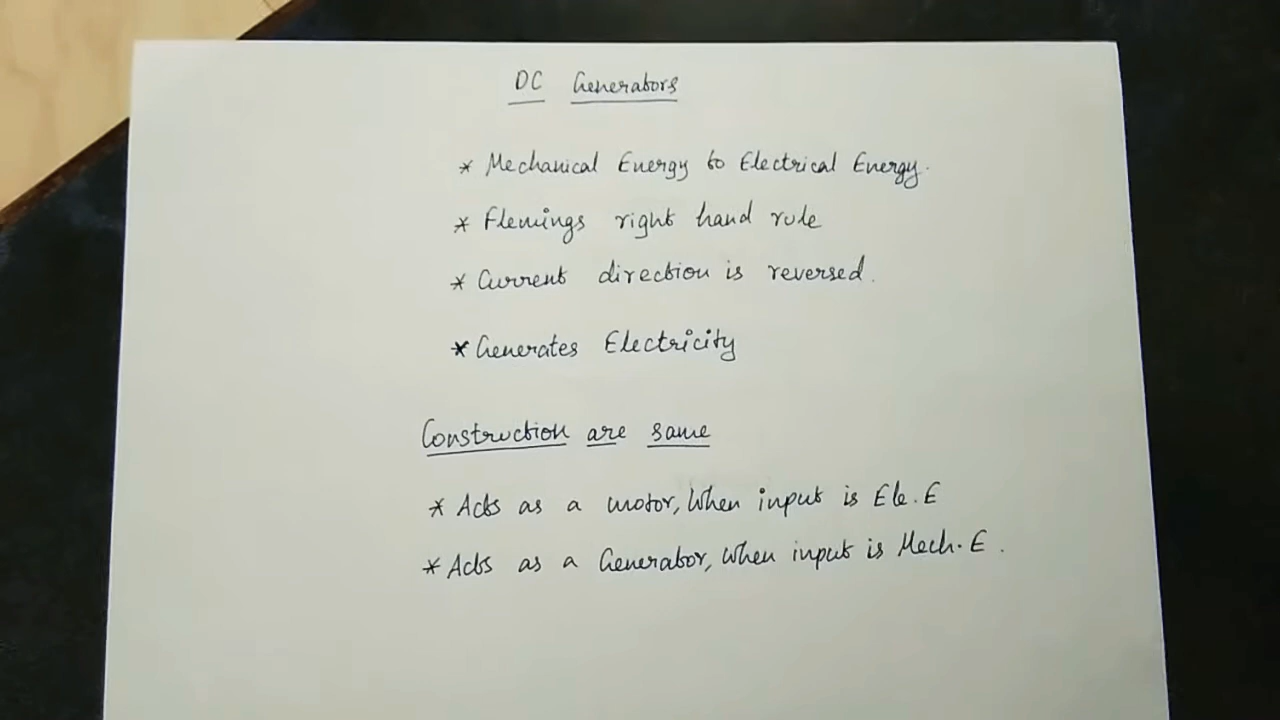 DC Generators
* Mechanical Energy to Electrical Energy.
* Flemings right hand rule
* Current direction is reversed.
* Generates Electricity
Construction are same
* Acts as a motor, When input is Ele. E
* Acts as a Generator, When input is Mech. E.